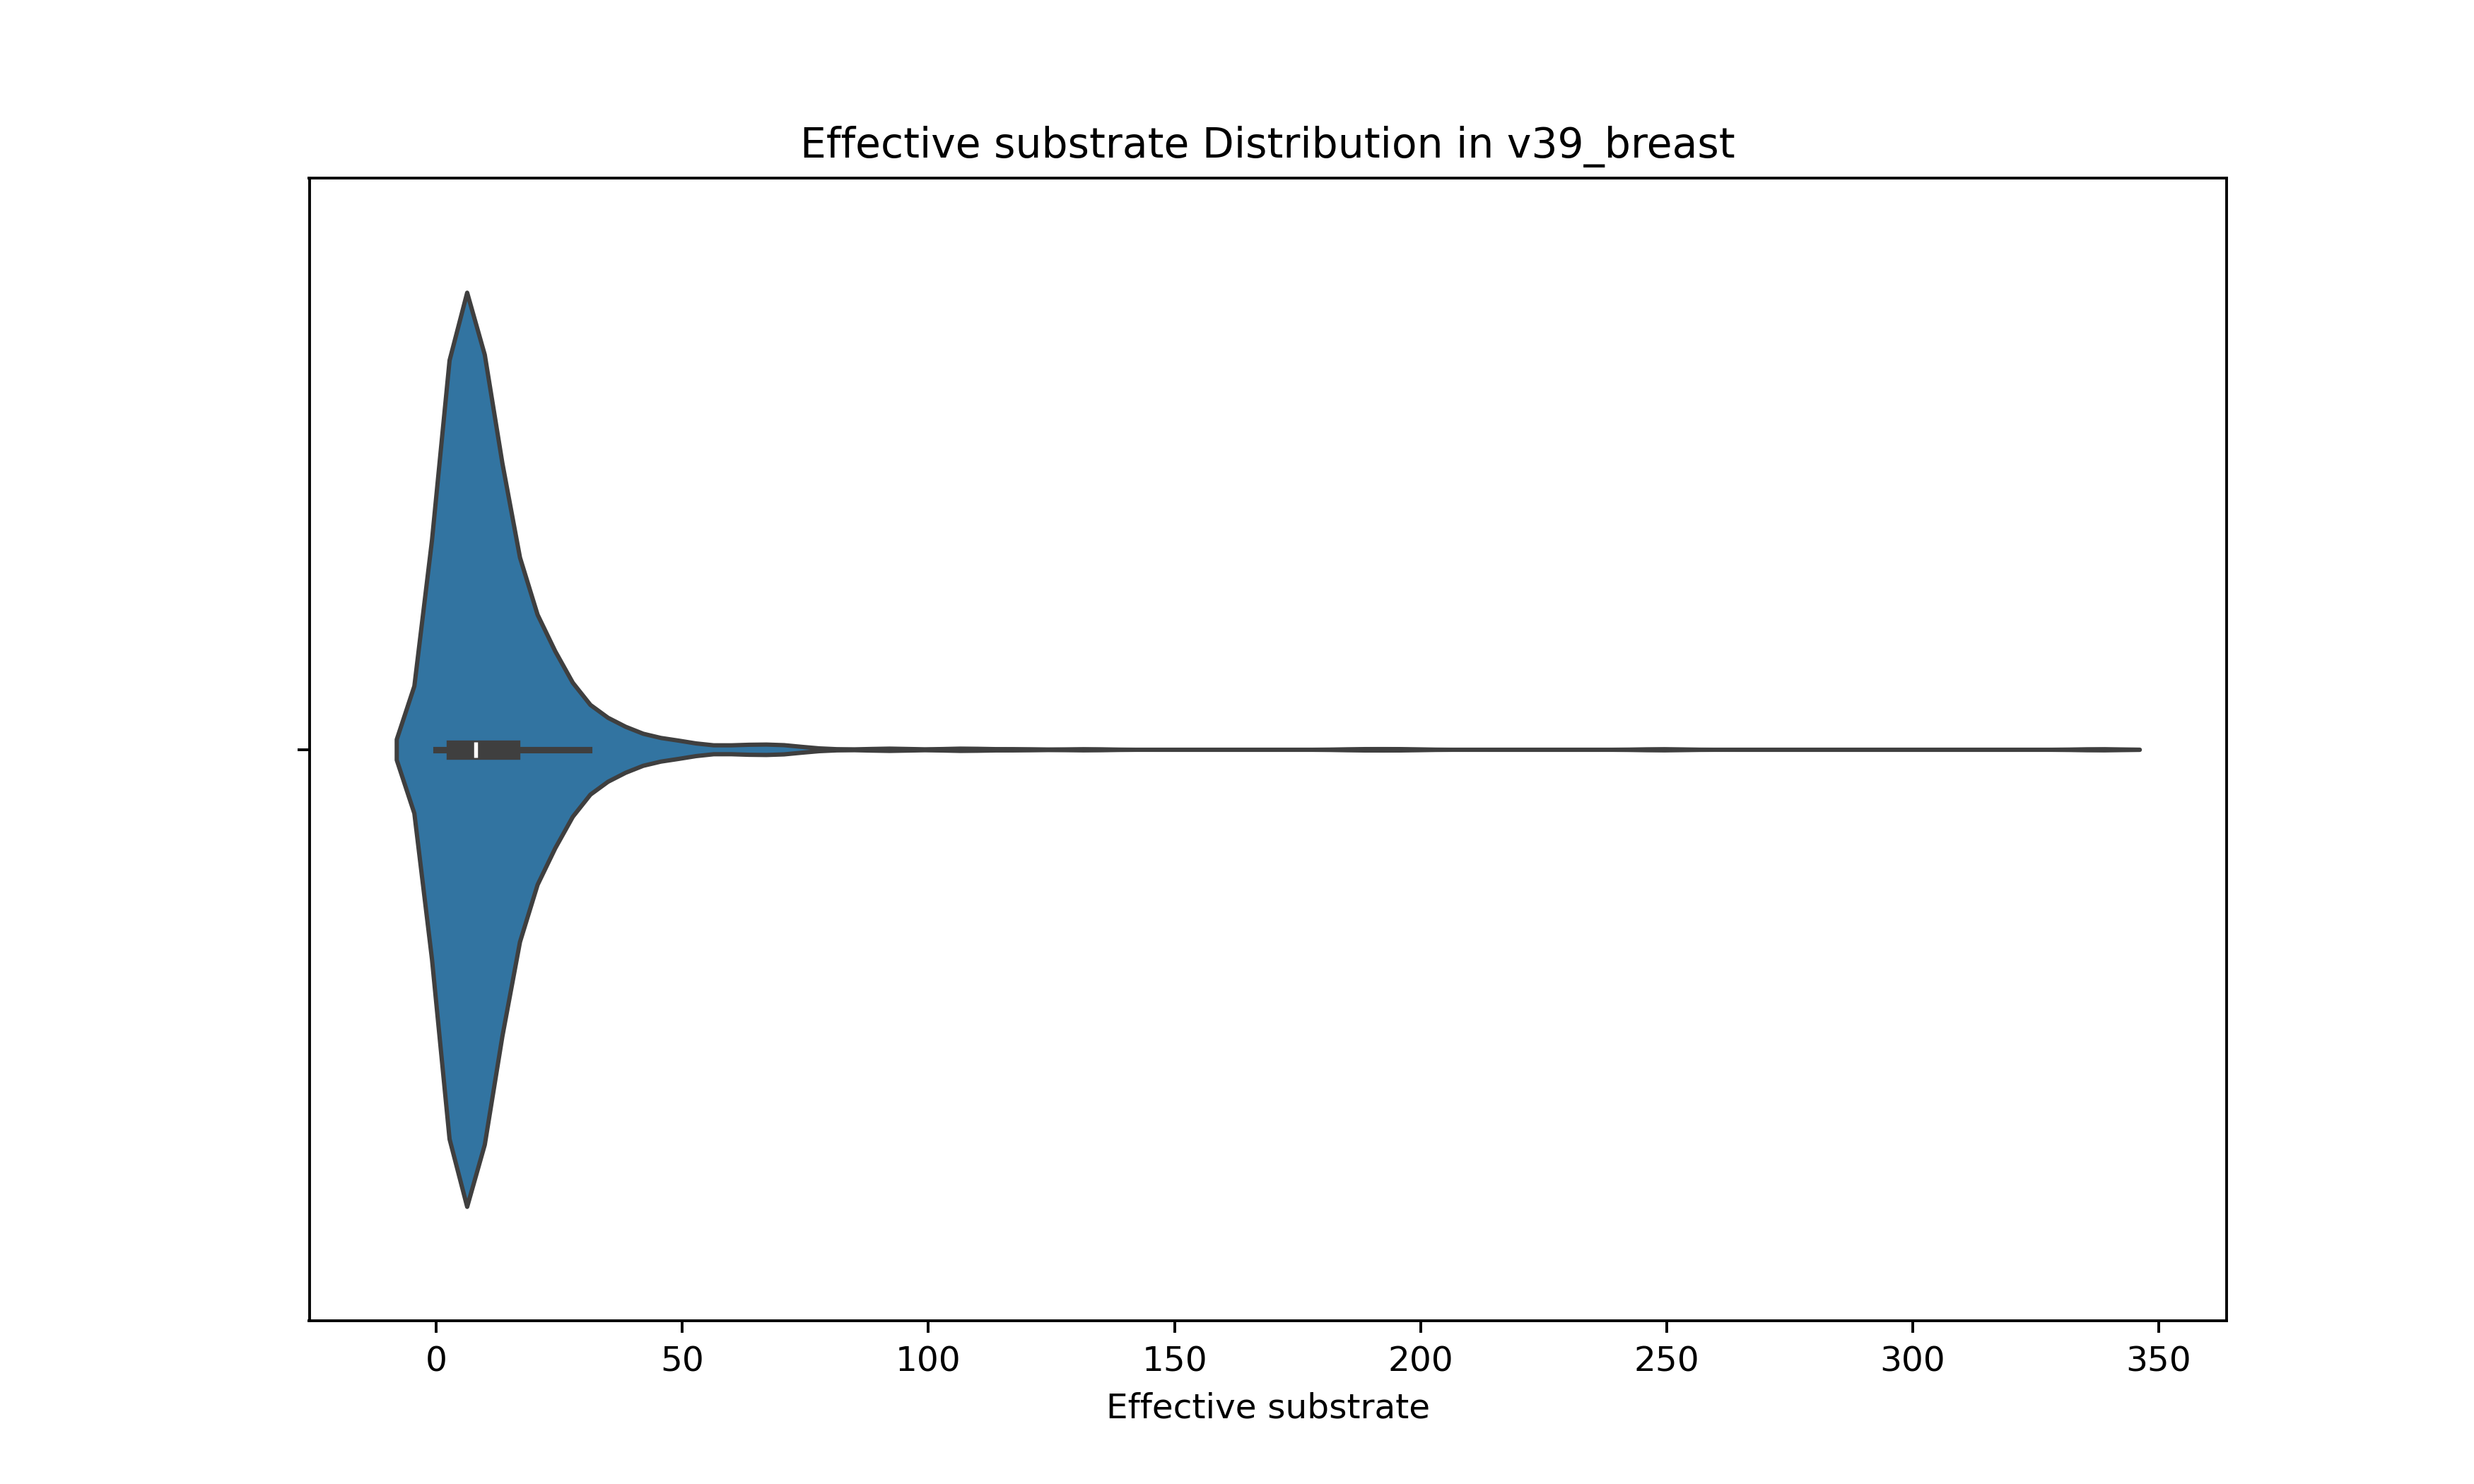 Effective substrate Distribution in v39_breast
0 50 100 150 200 250 300 350
Effective substrate